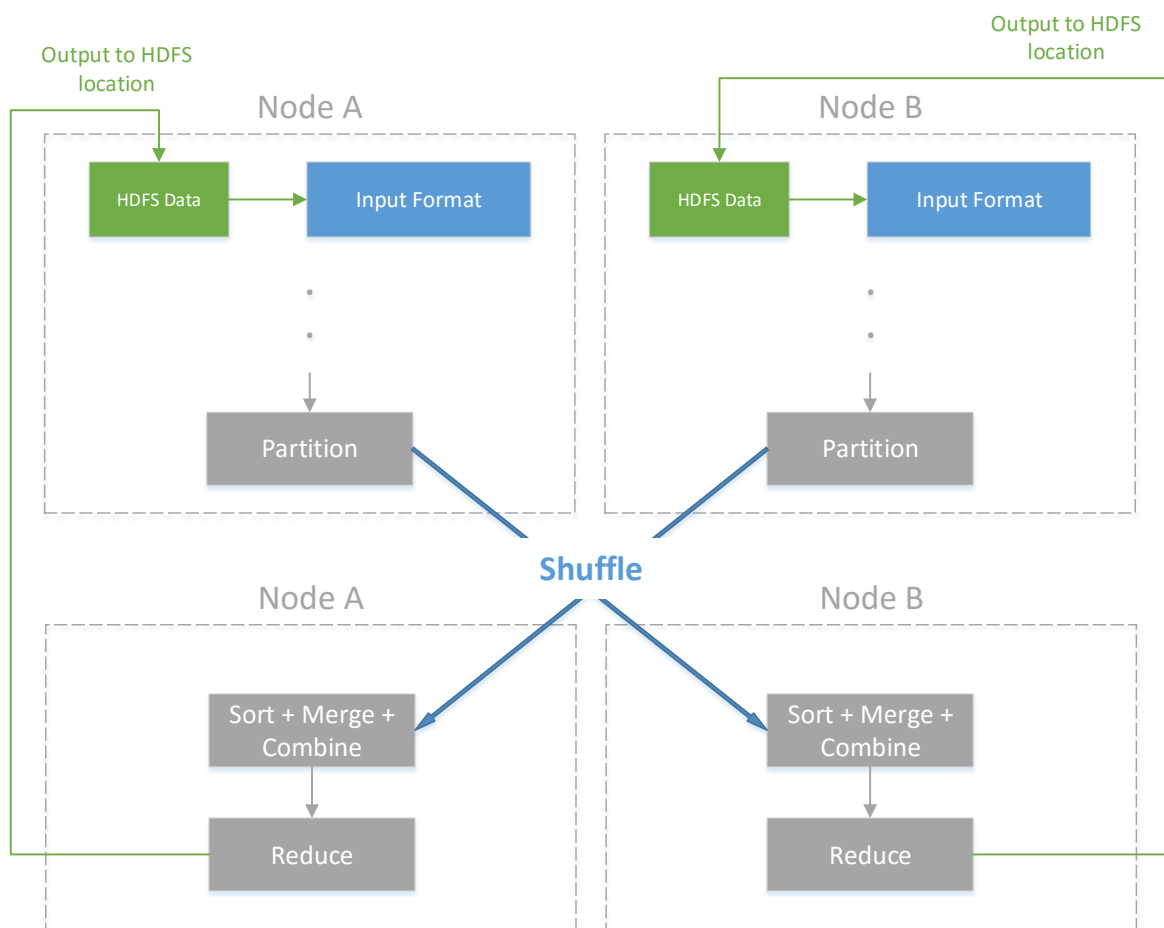 Output to HDFS
location
Output to HDFS
location
Node A
Node B
HDFS Data
Input Format
HDFS Data
Input Format
Partition
Partition
Shuffle
Node A
Node B
Sort + Merge +
Combine
Sort + Merge +
Combine
Reduce
Reduce